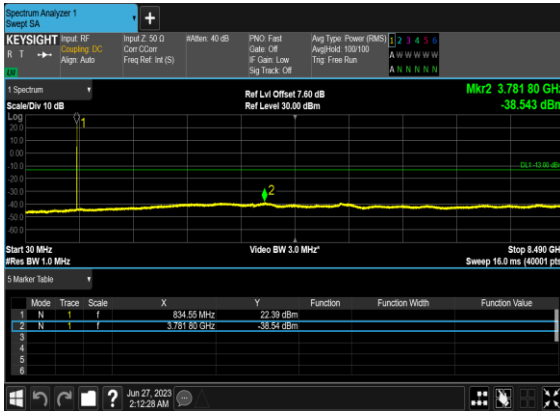 Spectrum Analyzer 1
Swept SA
+
KEYSIGHT
R T
Input: RF
Coupling: DC
Align: Auto
Input Z: 50 Ω
Corr CCorr
Freq Ref: Int (S)
#Atten: 40 dB
PNO: Fast
Gate: Off
IF Gain: Low
Sig Track: Off
Avg Type: Power (RMS)
Avg|Hold: 100/100
Trig: Free Run
1 2 3 4 5 6
A W W W W W
A N N N N N
1 Spectrum
Scale/Div 10 dB
Ref Lvl Offset 7.60 dB
Ref Level 30.00 dBm
Mkr2 3.781 80 GHz
-38.543 dBm
Log
20.0
10.0
0.00
-10.0
-20.0
-30.0
-40.0
-50.0
-60.0
1
2
DL1 -13.00 dBm
Start 30 MHz
#Res BW 1.0 MHz
Video BW 3.0 MHz*
Stop 8.490 GHz
Sweep 16.0 ms (40001 pts)
5 Marker Table
Mode Trace Scale X Y Function Function Width Function Value
1 N 1 f 834.55 MHz 22.39 dBm
2 N 1 f 3.781 80 GHz -38.54 dBm
3
4
5
6
?
Jun 27, 2023
2:12:28 AM